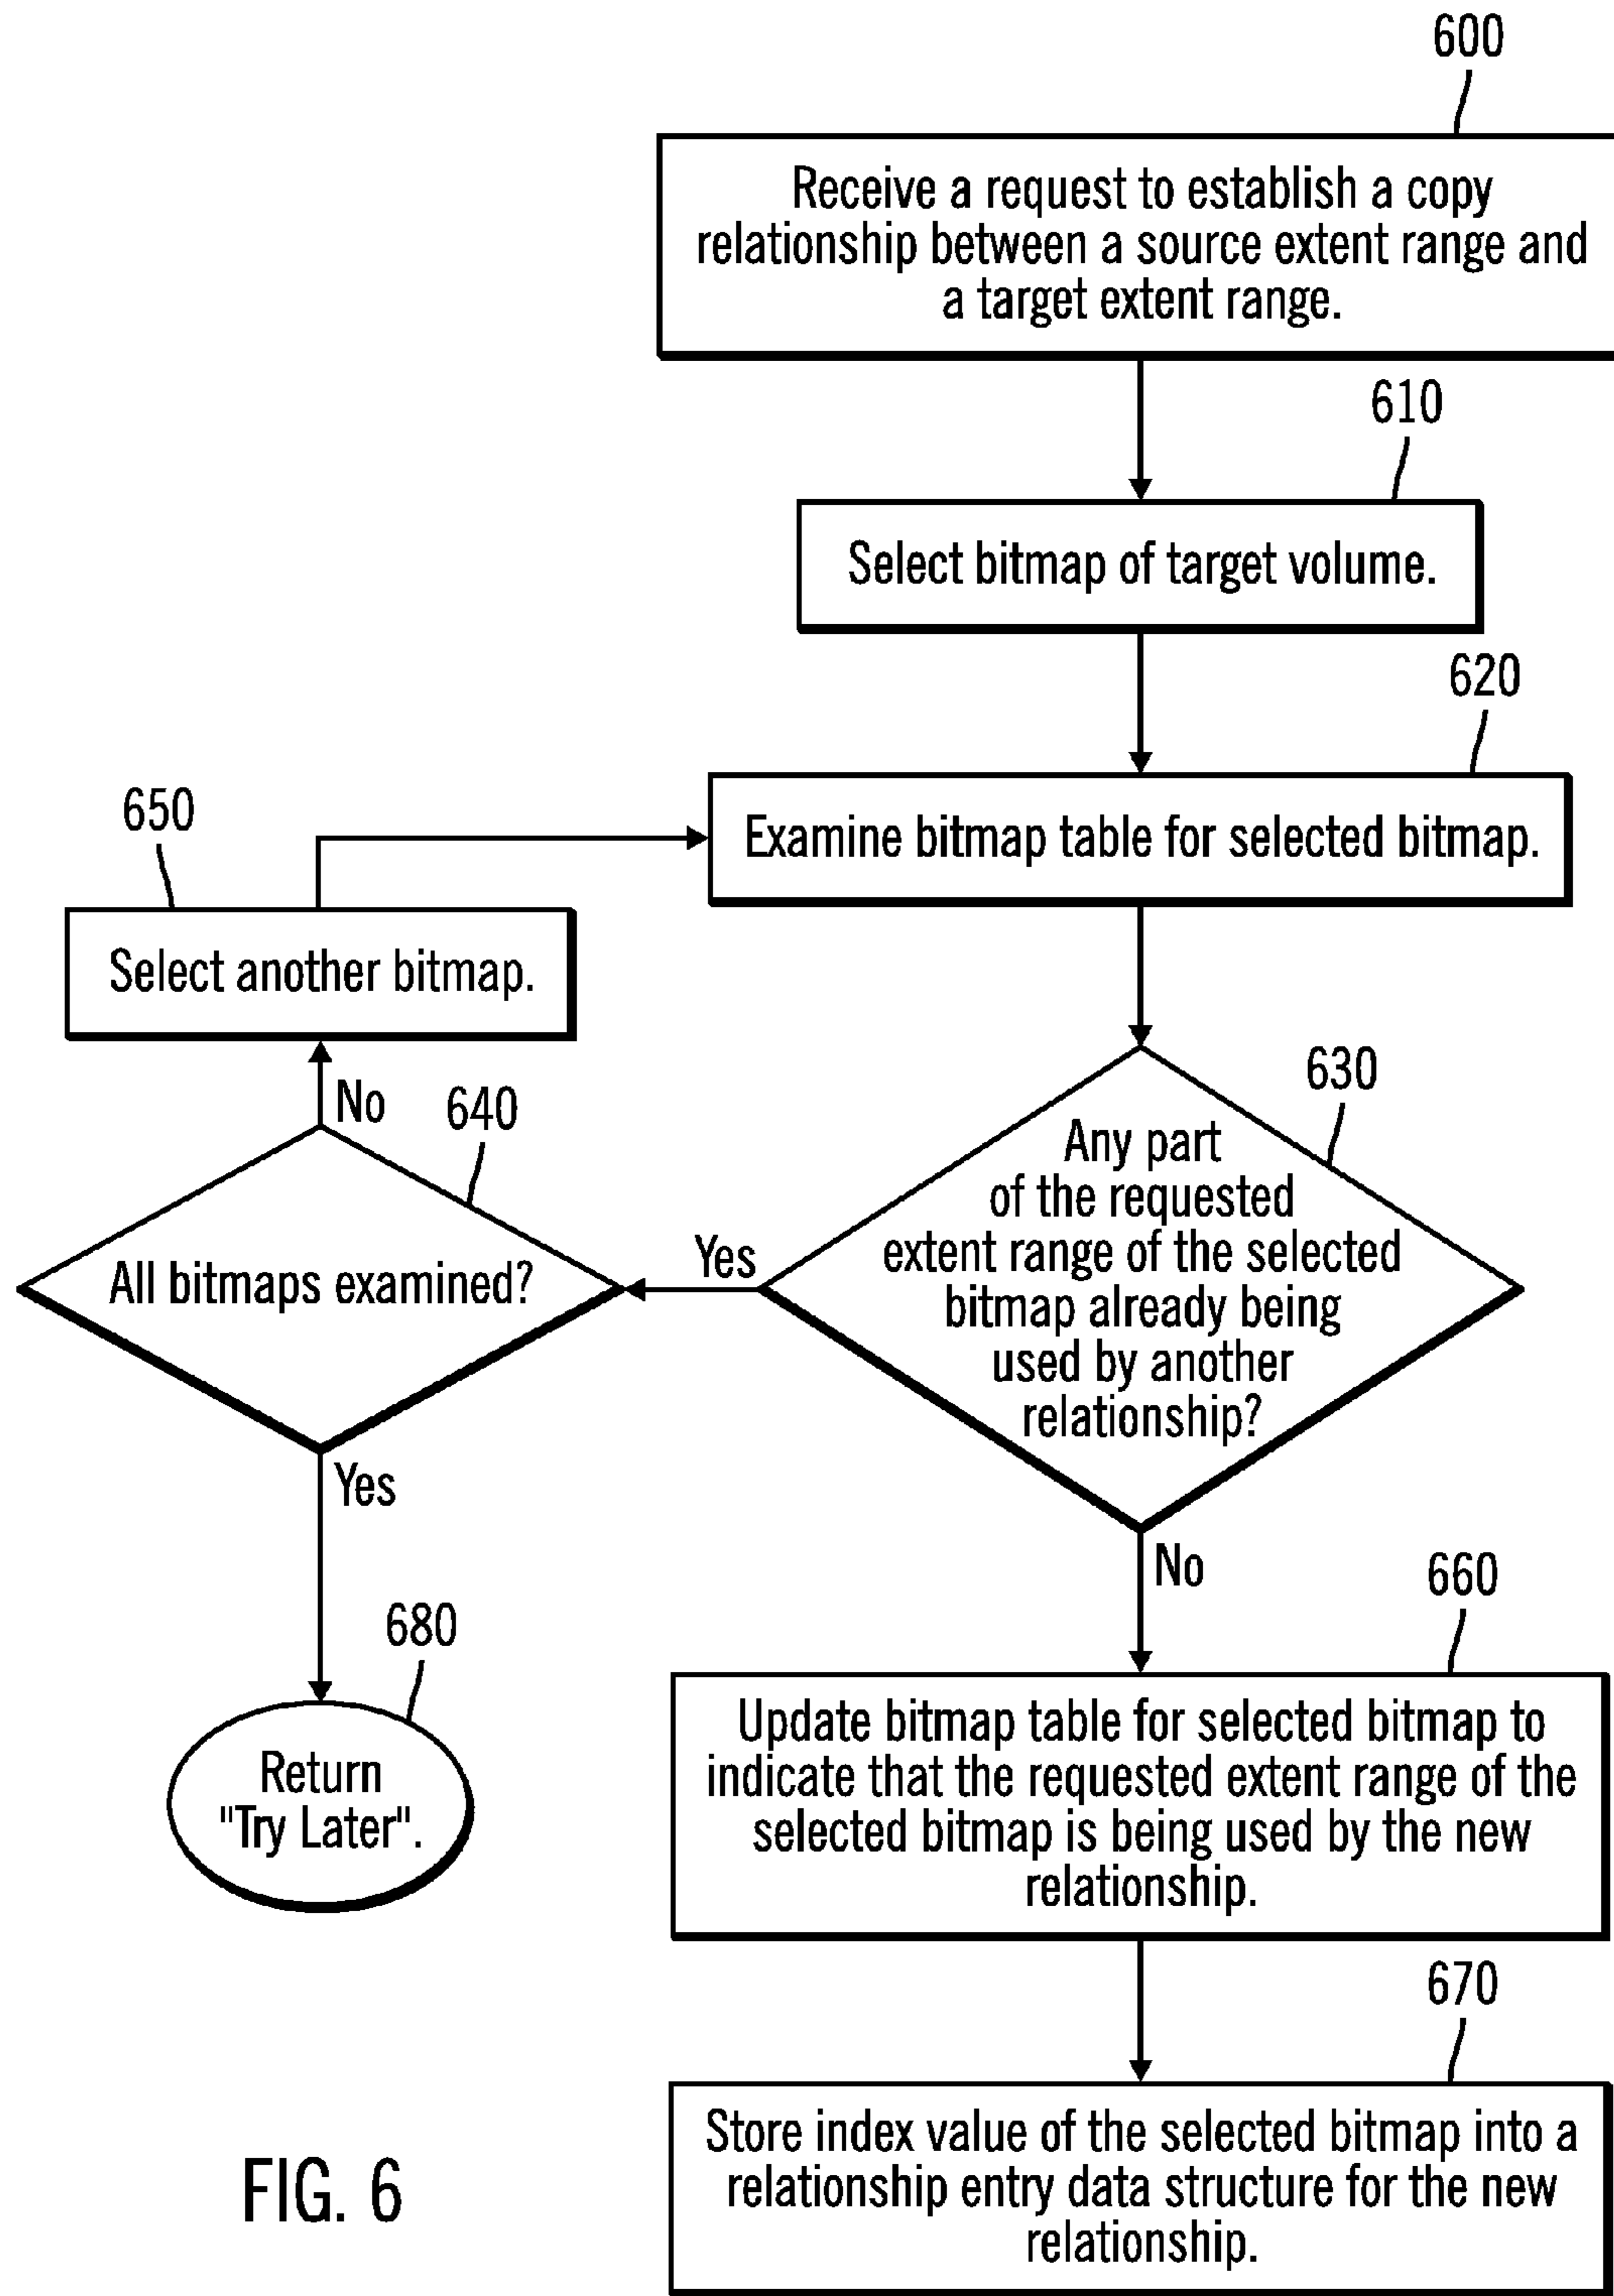 600
Receive a request to establish a copy
relationship between a source extent range and
a target extent range.
610
Select bitmap of target volume.
620
Examine bitmap table for selected bitmap.
650
Select another bitmap.
No
640
All bitmaps examined?
Yes
630
Any part
of the requested
extent range of the selected
bitmap already being
used by another
relationship?
Yes
No
680
Return
"Try Later".
660
Update bitmap table for selected bitmap to
indicate that the requested extent range of the
selected bitmap is being used by the new
relationship.
670
Store index value of the selected bitmap into a
relationship entry data structure for the new
relationship.
FIG. 6